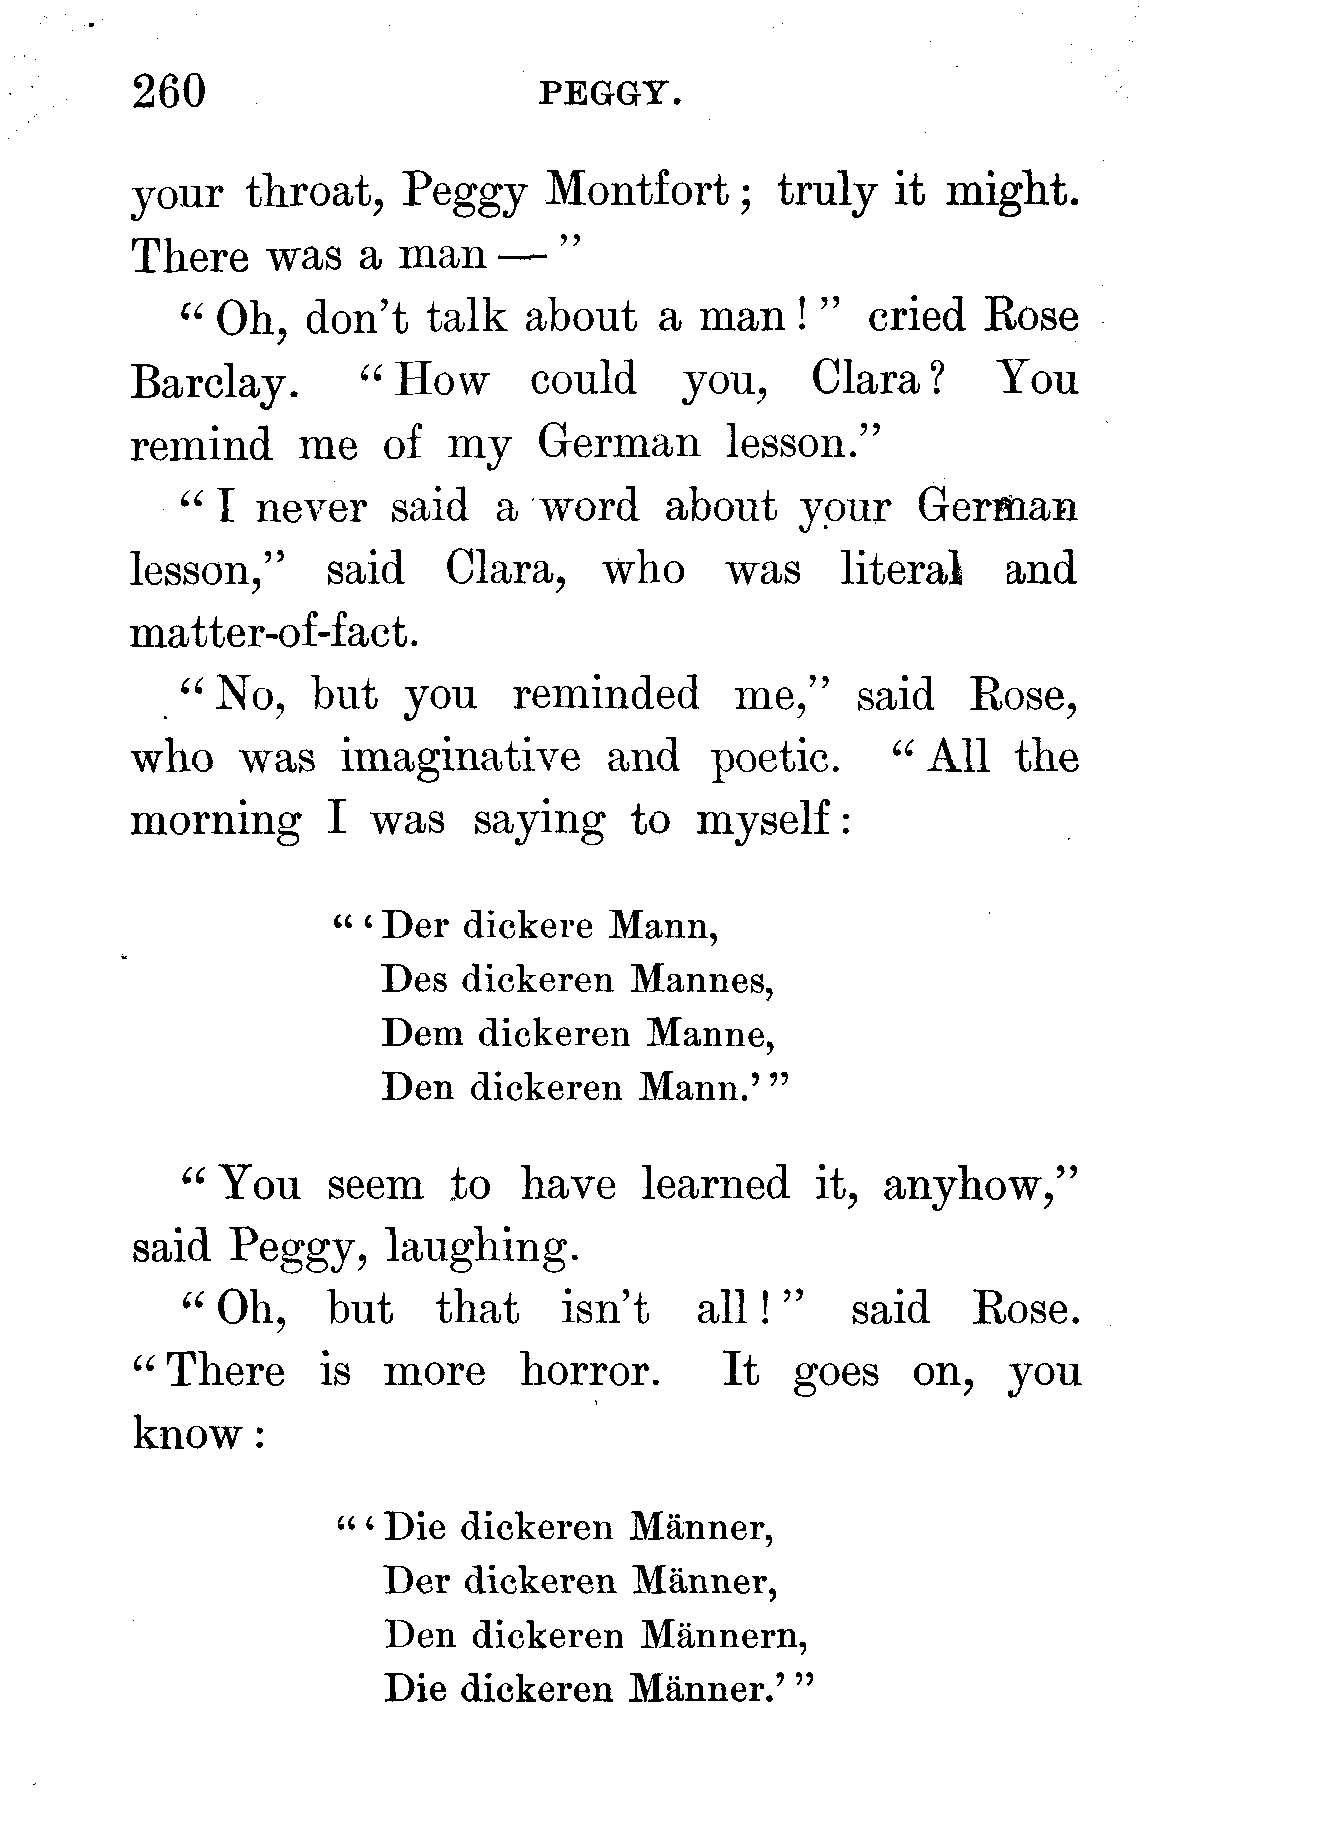 260 PEGGY.
your throat, Peggy Montfort; truly it might.
There was a man — ”
“ Oh, don’t talk about a man ! ” cried Rose
Barclay. “ How could you, Clara ? You
remind me of my German lesson.”
“ I never said a word about your German
lesson,” said Clara, who was literal and
matter-of-fact.
“ No, but you reminded me,” said Rose,
who was imaginative and poetic. “ All the
morning I was saying to myself :
“ ‘ Der dickere Mann,
Des dickeren Mannes,
Dem dickeren Manne,
Den dickeren Mann.’ ”
“ You seem to have learned it, anyhow,”
said Peggy, laughing.
“ Oh, but that isn’t all ! ” said Rose.
“ There is more horror. It goes on, you
know :
“ ‘ Die dickeren Männer,
Der dickeren Männer,
Den dickeren Männern,
Die dickeren Männer.’ ”